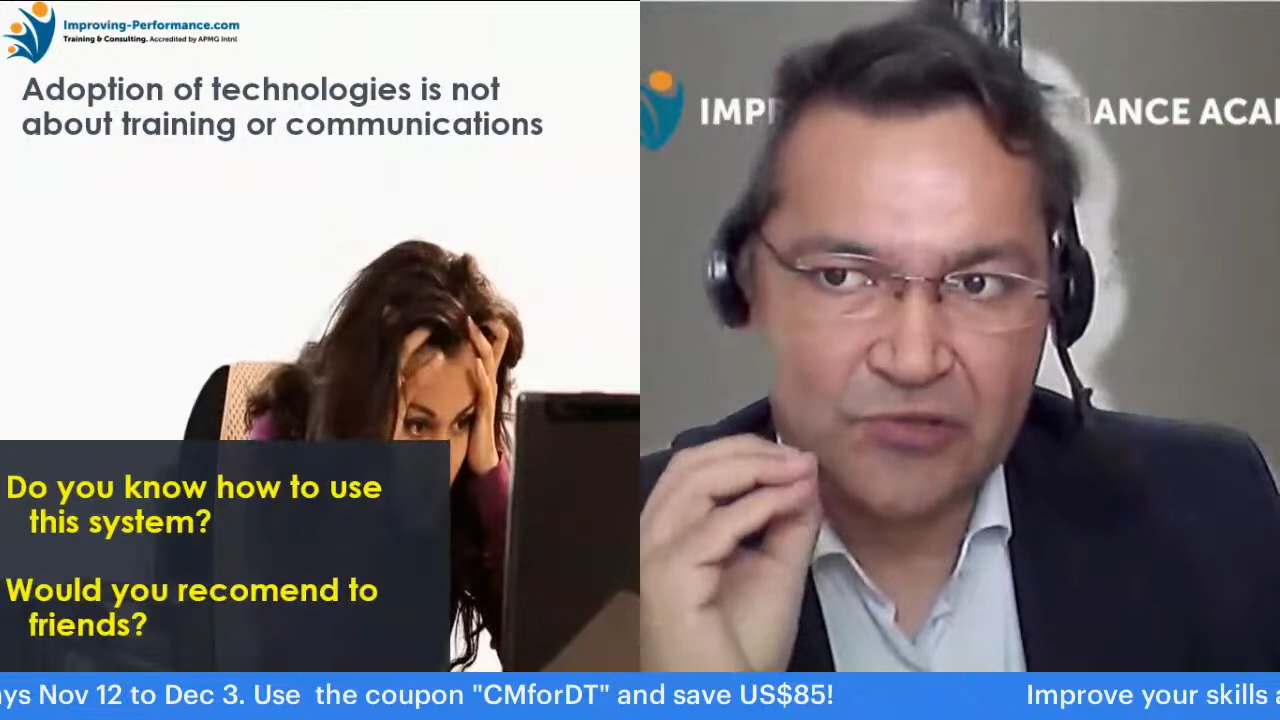 Improving-Performance.com
Training & Consulting. Accredited by APMG Intnl
Adoption of technologies is not
about training or communications
Do you know how to use
this system?
Would you recomend to
friends?
IMPR ANCE ACA
Nov 12 to Dec 3. Use the coupon "CMforDT" and save US$85!
Improve your skills